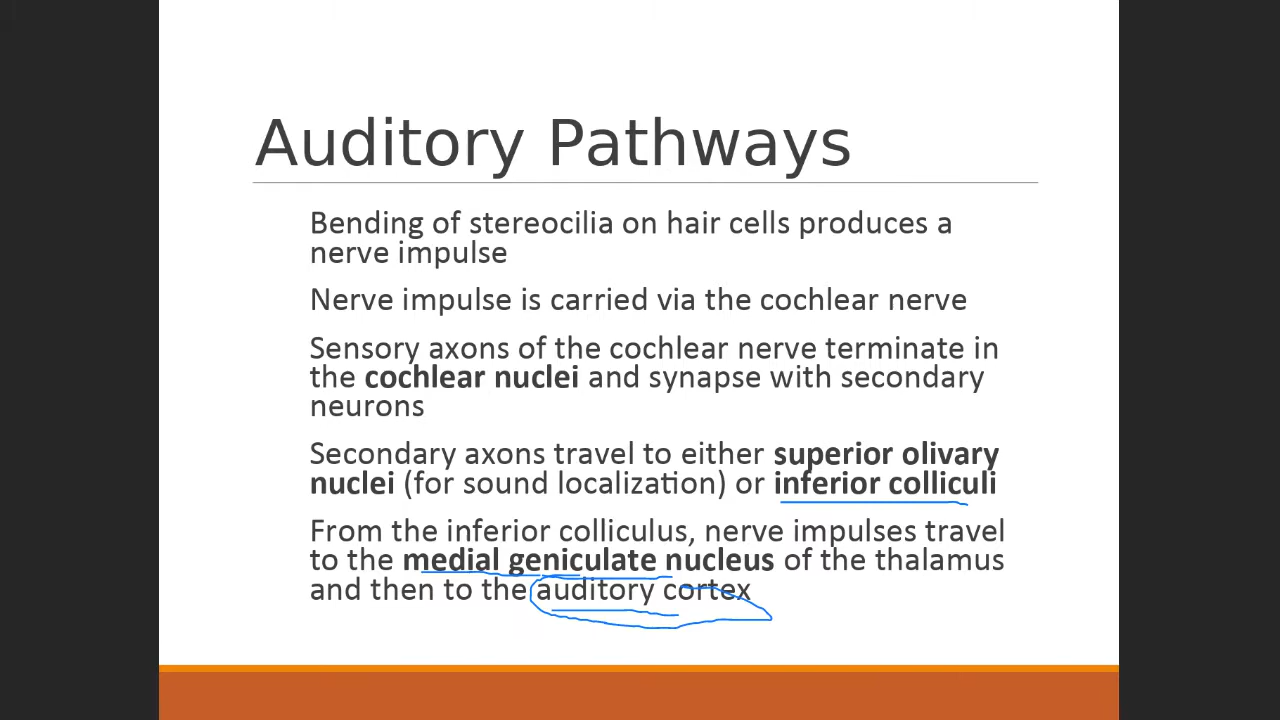 Auditory Pathways
Bending of stereocilia on hair cells produces a
nerve impulse
Nerve impulse is carried via the cochlear nerve
Sensory axons of the cochlear nerve terminate in
the cochlear nuclei and synapse with secondary
neurons
Secondary axons travel to either superior olivary
nuclei (for sound localization) or inferior colliculi
From the inferior colliculus, nerve impulses travel
to the medial geniculate nucleus of the thalamus
and then to the auditory cortex